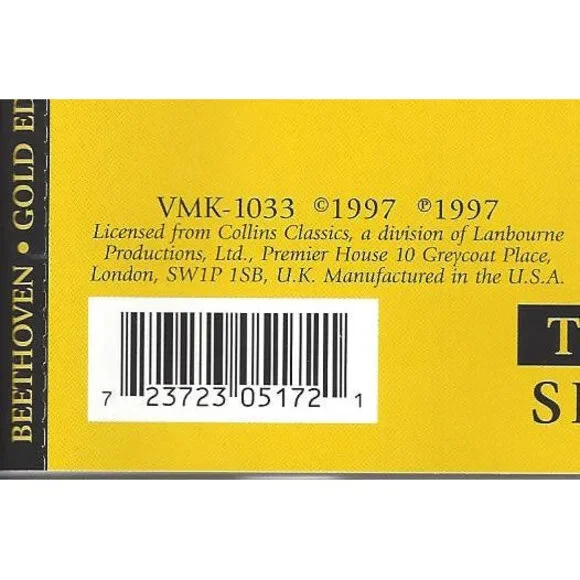 VMK-1033 ©1997 ℗1997
Licensed from Collins Classics, a division of Lanbourne
Productions, Ltd., Premier House 10 Greycoat Place,
London, SW1P 1SB, U.K. Manufactured in the U.S.A.
7 23723 05172 1
BEETHOVEN • GOLD ED